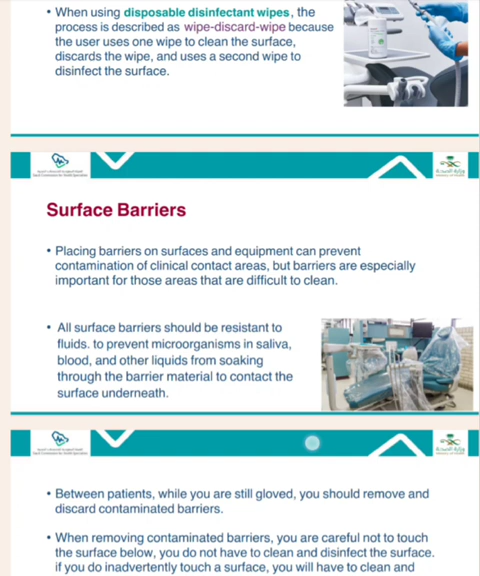 • When using disposable disinfectant wipes, the
process is described as wipe-discard-wipe because
the user uses one wipe to clean the surface,
discards the wipe, and uses a second wipe to
disinfect the surface.
وزارة الصحة
Surface Barriers
• Placing barriers on surfaces and equipment can prevent
contamination of clinical contact areas, but barriers are especially
important for those areas that are difficult to clean.
• All surface barriers should be resistant to
fluids. to prevent microorganisms in saliva,
blood, and other liquids from soaking
through the barrier material to contact the
surface underneath.
وزارة الصحة
• Between patients, while you are still gloved, you should remove and
discard contaminated barriers.
• When removing contaminated barriers, you are careful not to touch
the surface below, you do not have to clean and disinfect the surface.
if you do inadvertently touch a surface, you will have to clean and